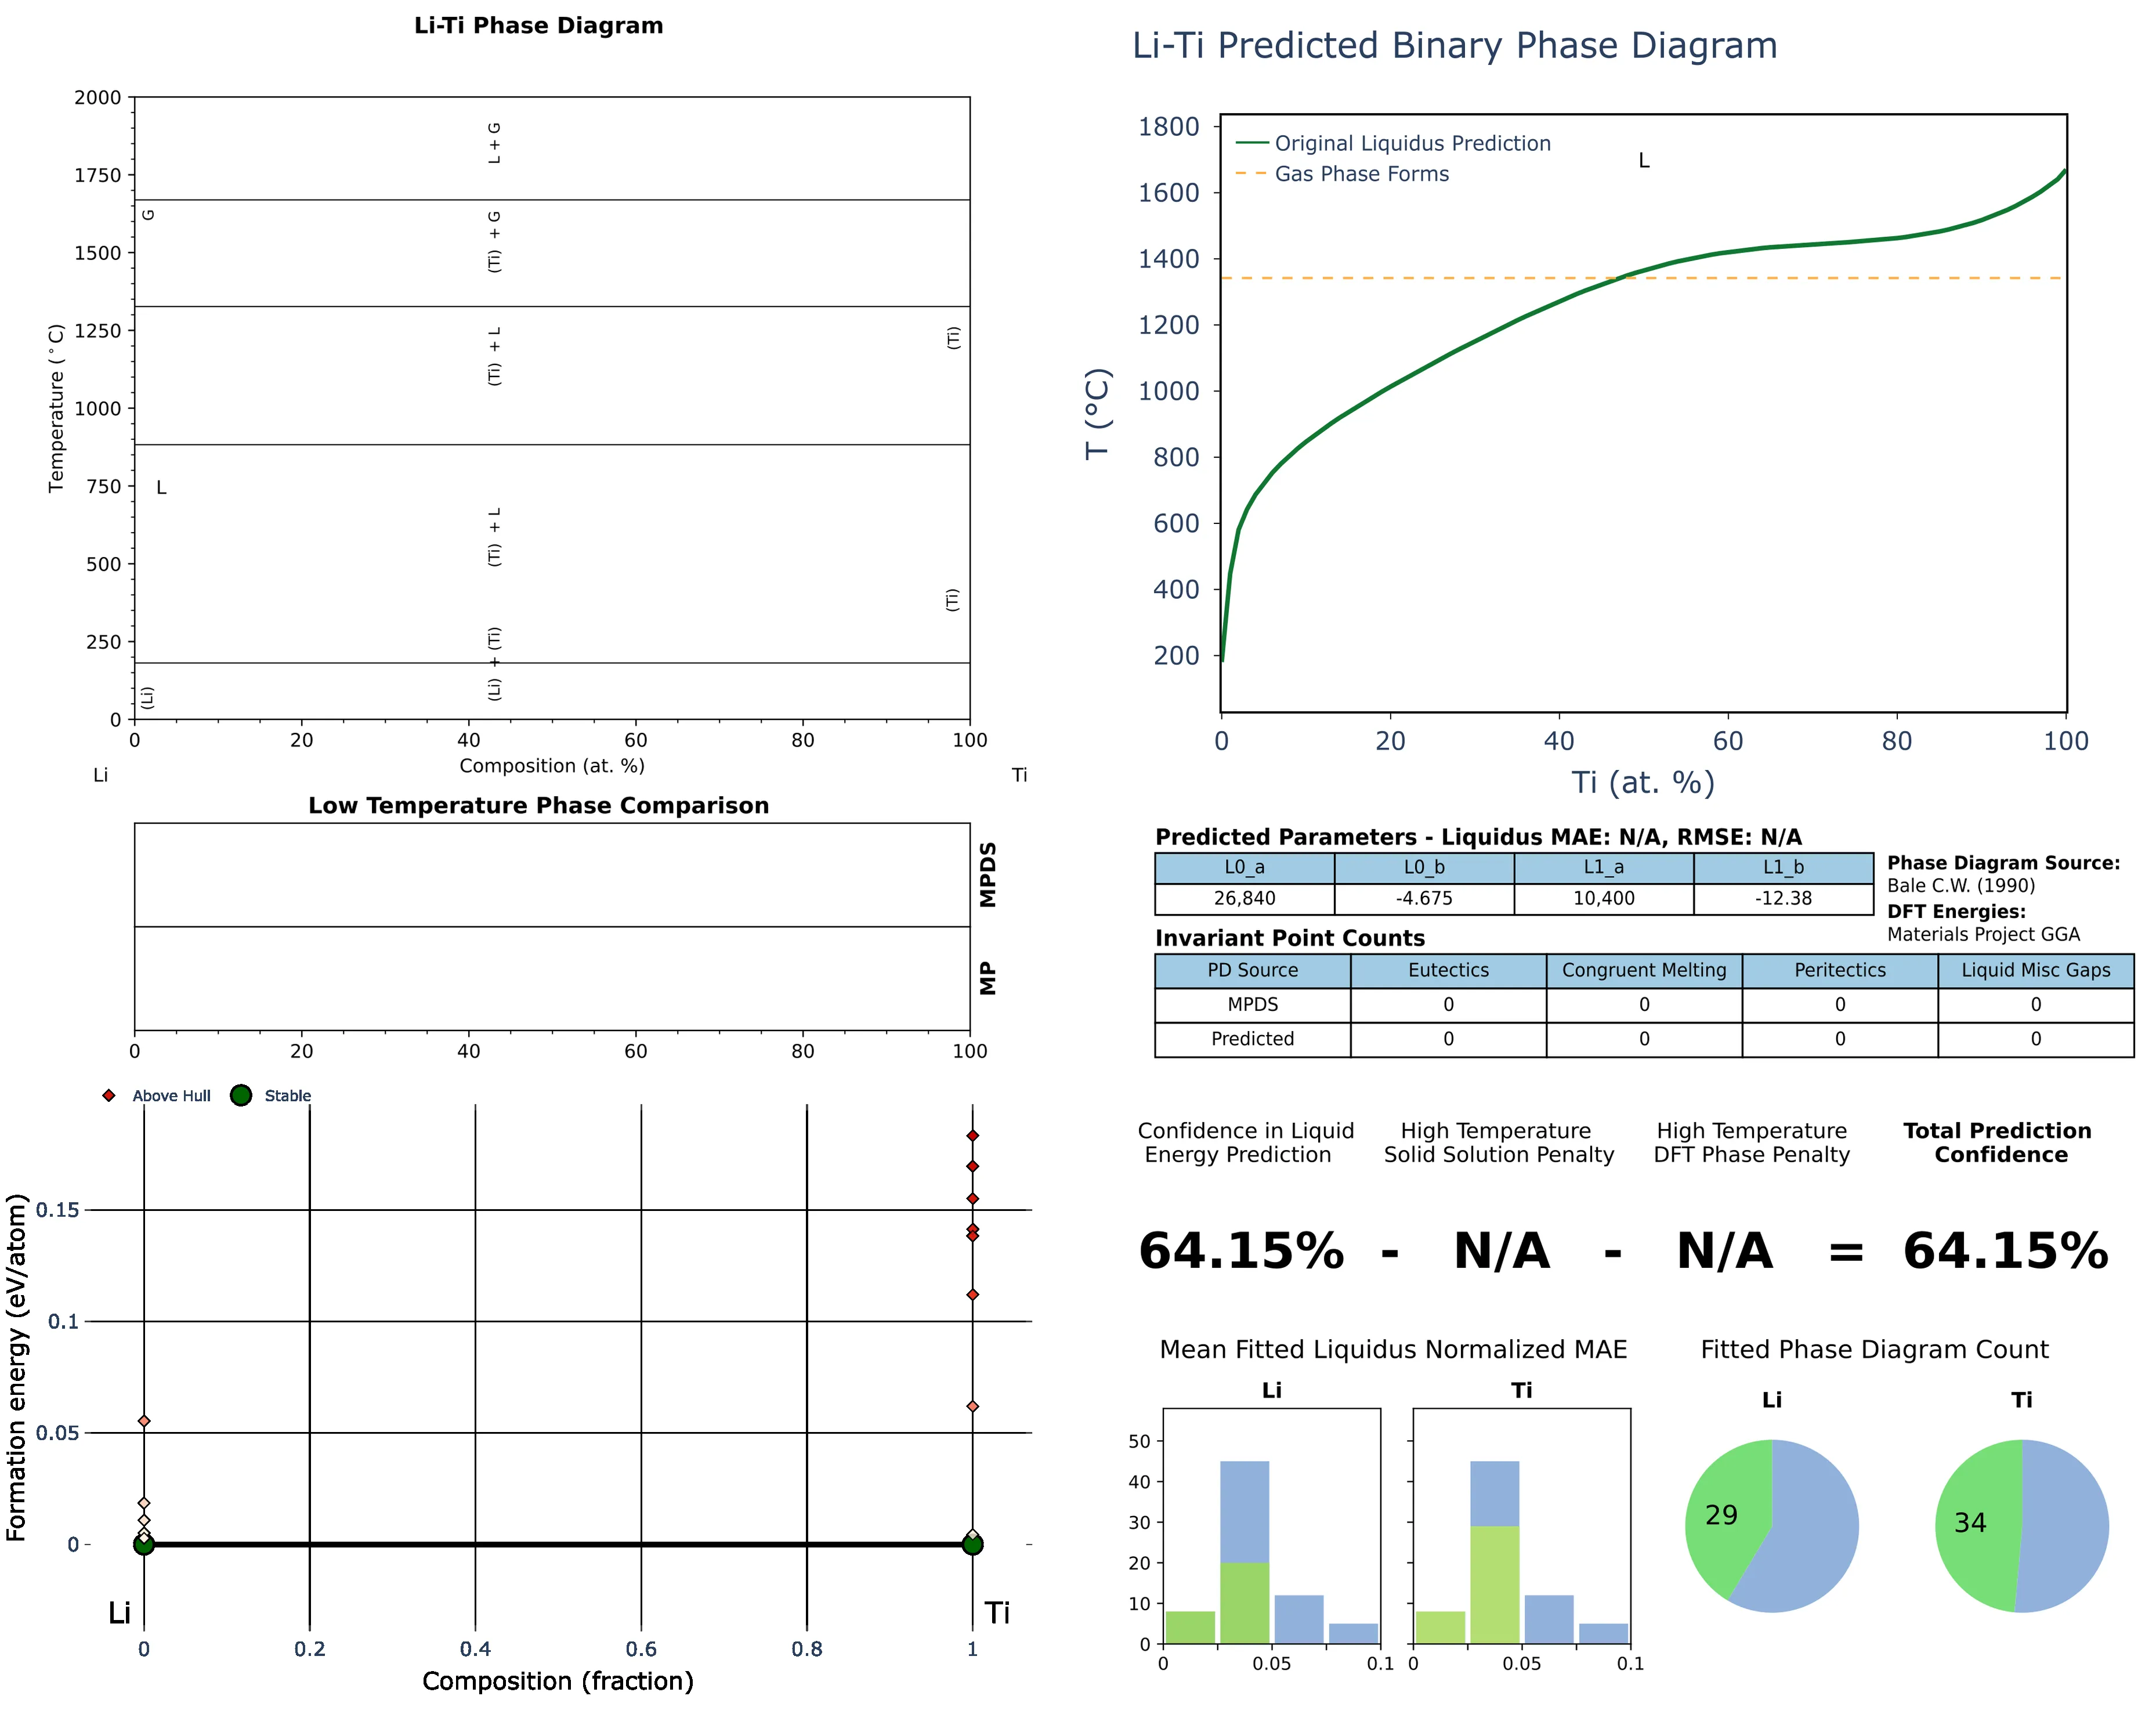 Li-Ti Phase Diagram
2000
1750
1500
1250
1000
750
500
250
0
Temperature (°C)
L + G
G
(Ti) + G
(Ti) + L
(Ti)
L
(Ti) + L
(Ti)
(Li) + (Ti)
(Li)
0 20 40 60 80 100
Composition (at. %)
Li Ti
Low Temperature Phase Comparison
MPDS
MP
0 20 40 60 80 100
Above Hull Stable
Formation energy (eV/atom)
0.15
0.1
0.05
0
Li Ti
0 0.2 0.4 0.6 0.8 1
Composition (fraction)
Li-Ti Predicted Binary Phase Diagram
1800
1600
1400
1200
1000
800
600
400
200
T (°C)
Original Liquidus Prediction
Gas Phase Forms
L
0 20 40 60 80 100
Ti (at. %)
Predicted Parameters - Liquidus MAE: N/A, RMSE: N/A
L0_a L0_b L1_a L1_b
26,840 -4.675 10,400 -12.38
Phase Diagram Source:
Bale C.W. (1990)
DFT Energies:
Materials Project GGA
Invariant Point Counts
PD Source Eutectics Congruent Melting Peritectics Liquid Misc Gaps
MPDS 0 0 0 0
Predicted 0 0 0 0
Confidence in Liquid
Energy Prediction
High Temperature
Solid Solution Penalty
High Temperature
DFT Phase Penalty
Total Prediction
Confidence
64.15% - N/A - N/A = 64.15%
Mean Fitted Liquidus Normalized MAE
Li Ti
50
40
30
20
10
0
0 0.05 0.1 0 0.05 0.1
Fitted Phase Diagram Count
Li Ti
29 34